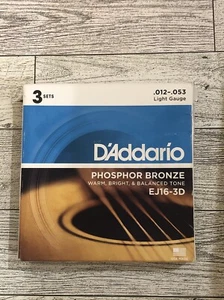 3 SETS
.012-.053
Light Gauge
D'Addario
PHOSPHOR BRONZE
WARM, BRIGHT, & BALANCED TONE
EJ16-3D